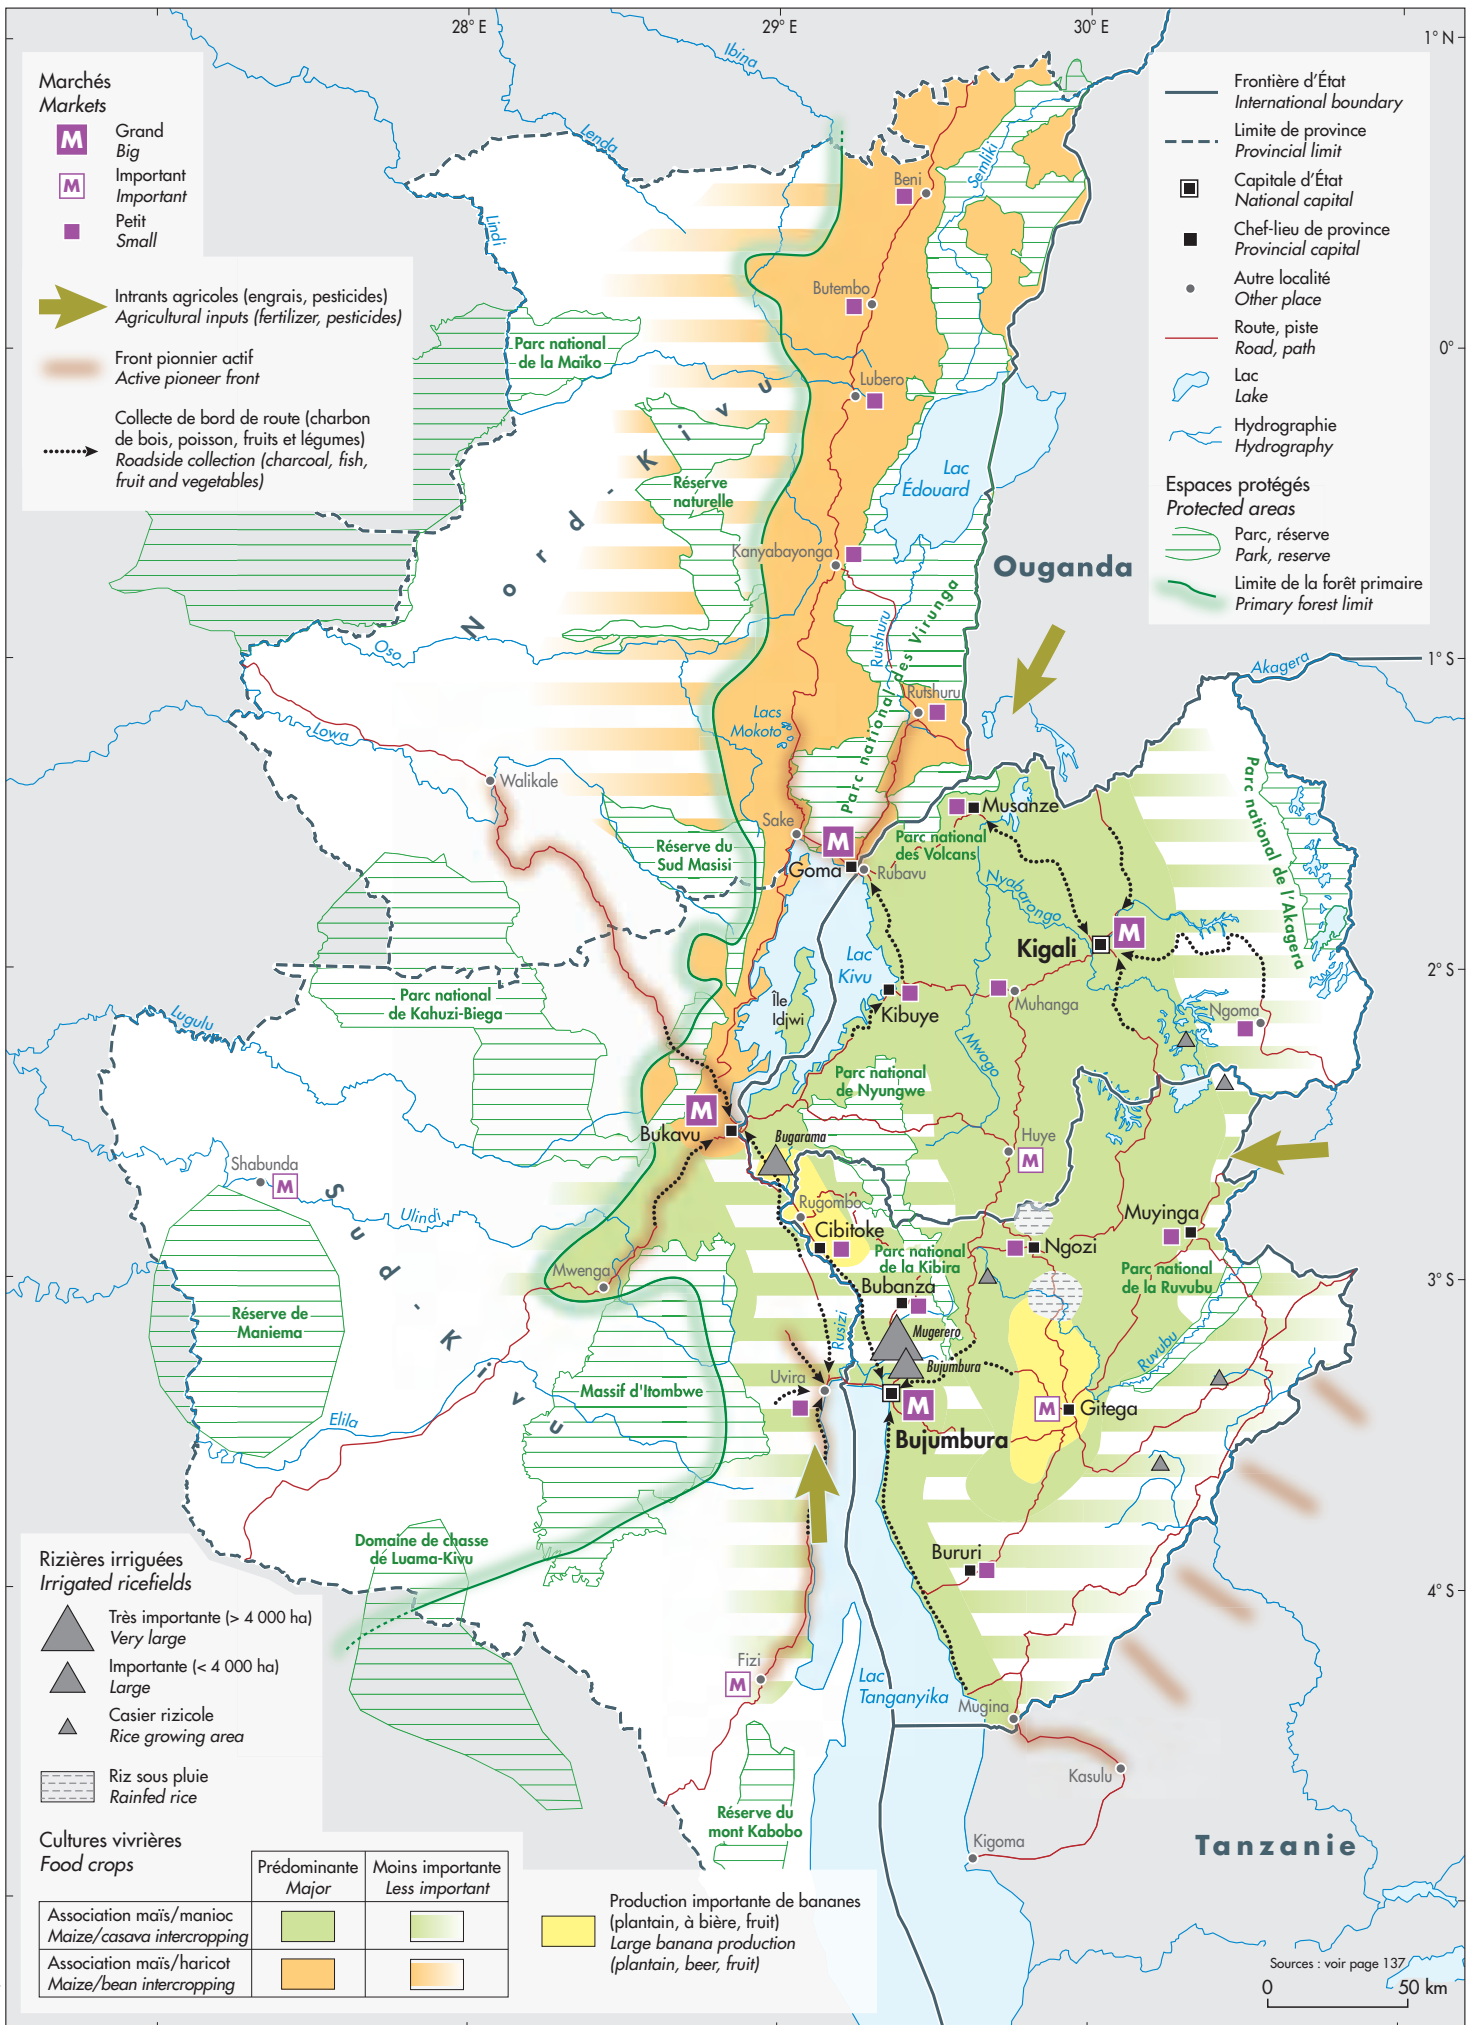 28° E
29° E
30° E
1° N
0°
1° S
2° S
3° S
4° S
Marchés
Markets
M
Grand
Big
M
Important
Important
Petit
Small
Intrants agricoles (engrais, pesticides)
Agricultural inputs (fertilizer, pesticides)
Front pionnier actif
Active pioneer front
Collecte de bord de route (charbon
de bois, poisson, fruits et légumes)
Roadside collection (charcoal, fish,
fruit and vegetables)
Frontière d'État
International boundary
Limite de province
Provincial limit
Capitale d'État
National capital
Chef-lieu de province
Provincial capital
Autre localité
Other place
Route, piste
Road, path
Lac
Lake
Hydrographie
Hydrography
Espaces protégés
Protected areas
Parc, réserve
Park, reserve
Limite de la forêt primaire
Primary forest limit
Ibina
Lenda
Lindi
Semliki
Beni
Butembo
Parc national
de la Maïko
Lubero
Nord-Kivu
Réserve
naturelle
Lac
Édouard
Kanyabayonga
Ouganda
Parc national des Virunga
Rutshuru
Oso
Rutshuru
Akagera
Lowa
Lacs
Mokoto
Walikale
Sake
M
Goma
Rubavu
Musanze
Parc national
des Volcans
Parc national de l'Akagera
Réserve du
Sud Masisi
Nyabarongo
Kigali
M
Lac
Kivu
Île
Idjwi
Kibuye
Muhanga
Ngoma
Parc national
de Kahuzi-Biega
Lugulu
Mwogo
Parc national
de Nyungwe
M
Bukavu
Bugarama
Huye
M
Shabunda
M
Sud-Kivu
Ulindi
Rugombo
Cibitoke
Muyinga
Ngozi
Parc national
de la Kibira
Parc national
de la Ruvubu
Mwenga
Bubanza
Réserve de
Maniema
Rusizi
Mugerero
Bujumbura
Ruvubu
Massif d'Itombwe
Uvira
M
Bujumbura
M
Gitega
Elila
Domaine de chasse
de Luama-Kivu
Bururi
Fizi
M
Lac
Tanganyika
Mugina
Kasulu
Kigoma
Réserve du
mont Kabobo
Tanzanie
Rizières irriguées
Irrigated ricefields
Très importante (> 4 000 ha)
Very large
Importante (< 4 000 ha)
Large
Casier rizicole
Rice growing area
Riz sous pluie
Rainfed rice
Cultures vivrières
Food crops
Prédominante
Major
Moins importante
Less important
Association maïs/manioc
Maize/casava intercropping
Association maïs/haricot
Maize/bean intercropping
Production importante de bananes
(plantain, à bière, fruit)
Large banana production
(plantain, beer, fruit)
Sources : voir page 137
0 50 km